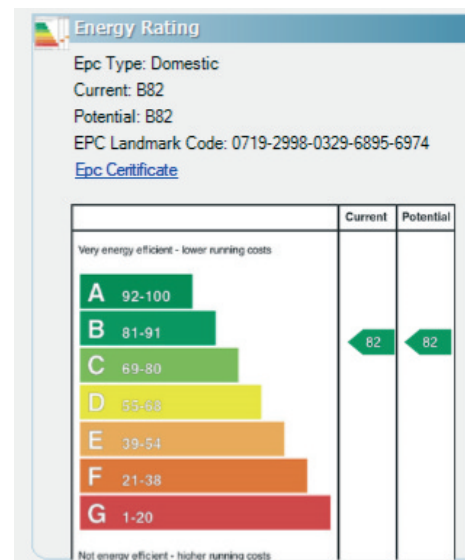 Energy Rating
Epc Type: Domestic
Current: B82
Potential: B82
EPC Landmark Code: 0719-2998-0329-6895-6974
Epc Ceritificate
Current Potential
Very energy efficient - lower running costs
A 92-100
B 81-91
82 82
C 69-80
D 55-68
E 39-54
F 21-38
G 1-20
Not energy efficient - higher running costs